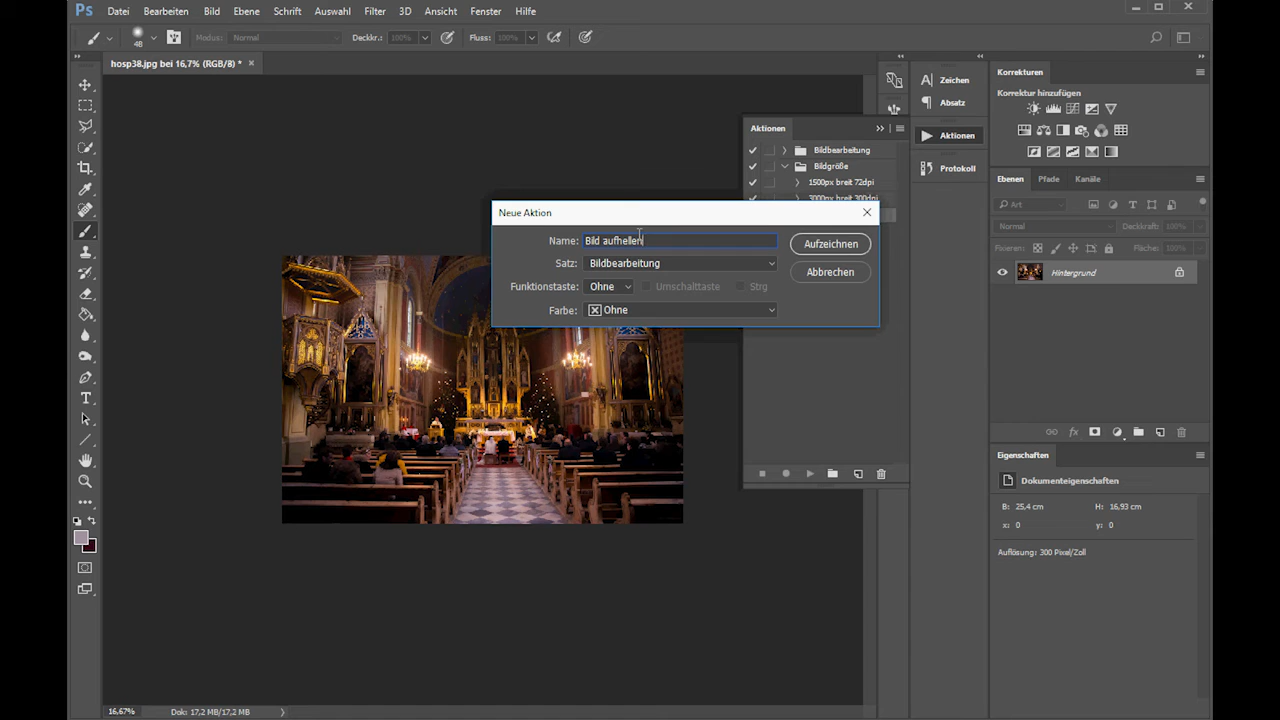 Ps Datei Bearbeiten Bild Ebene Schrift Auswahl Filter 3D Ansicht Fenster Hilfe
48 Modus: Normal Deckkr.: 100% Fluss: 100%
hosp38.jpg bei 16,7% (RGB/8) * ×
Aktionen
Bildbearbeitung
Bildgröße
1500px breit 72dpi
3000px breit 300dpi
Neue Aktion
Name: Bild aufhellen
Aufzeichnen
Satz: Bildbearbeitung
Abbrechen
Funktionstaste: Ohne Umschalttaste Strg
Farbe: Ohne
Zeichen
Absatz
Aktionen
Protokoll
Korrekturen
Korrektur hinzufügen
Ebenen Pfade Kanäle
Art
Normal Deckkraft:
Fixieren: Fläche: 100%
Hintergrund
Eigenschaften
Dokumenteigenschaften
B: 25,4 cm H: 16,93 cm
x: 0 y: 0
Auflösung: 300 Pixel/Zoll
16,67% Dok: 17,2 MB/17,2 MB